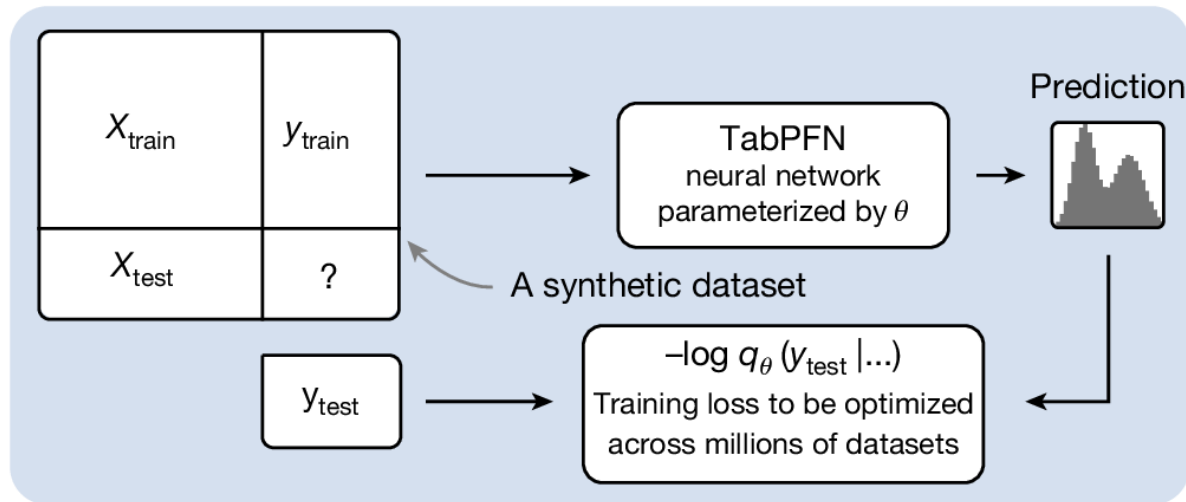 X_train y_train
X_test ?
TabPFN
neural network
parameterized by θ
Prediction
A synthetic dataset
y_test
–log q_θ (y_test |...)
Training loss to be optimized
across millions of datasets